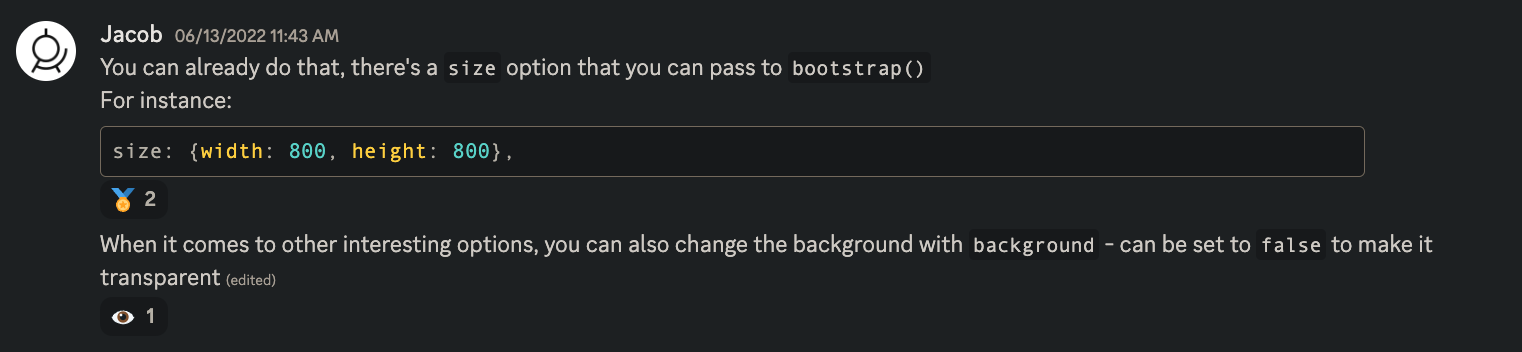 Jacob 06/13/2022 11:43 AM
You can already do that, there's a size option that you can pass to bootstrap()
For instance:
size: {width: 800, height: 800},
2
When it comes to other interesting options, you can also change the background with background - can be set to false to make it
transparent (edited)
1